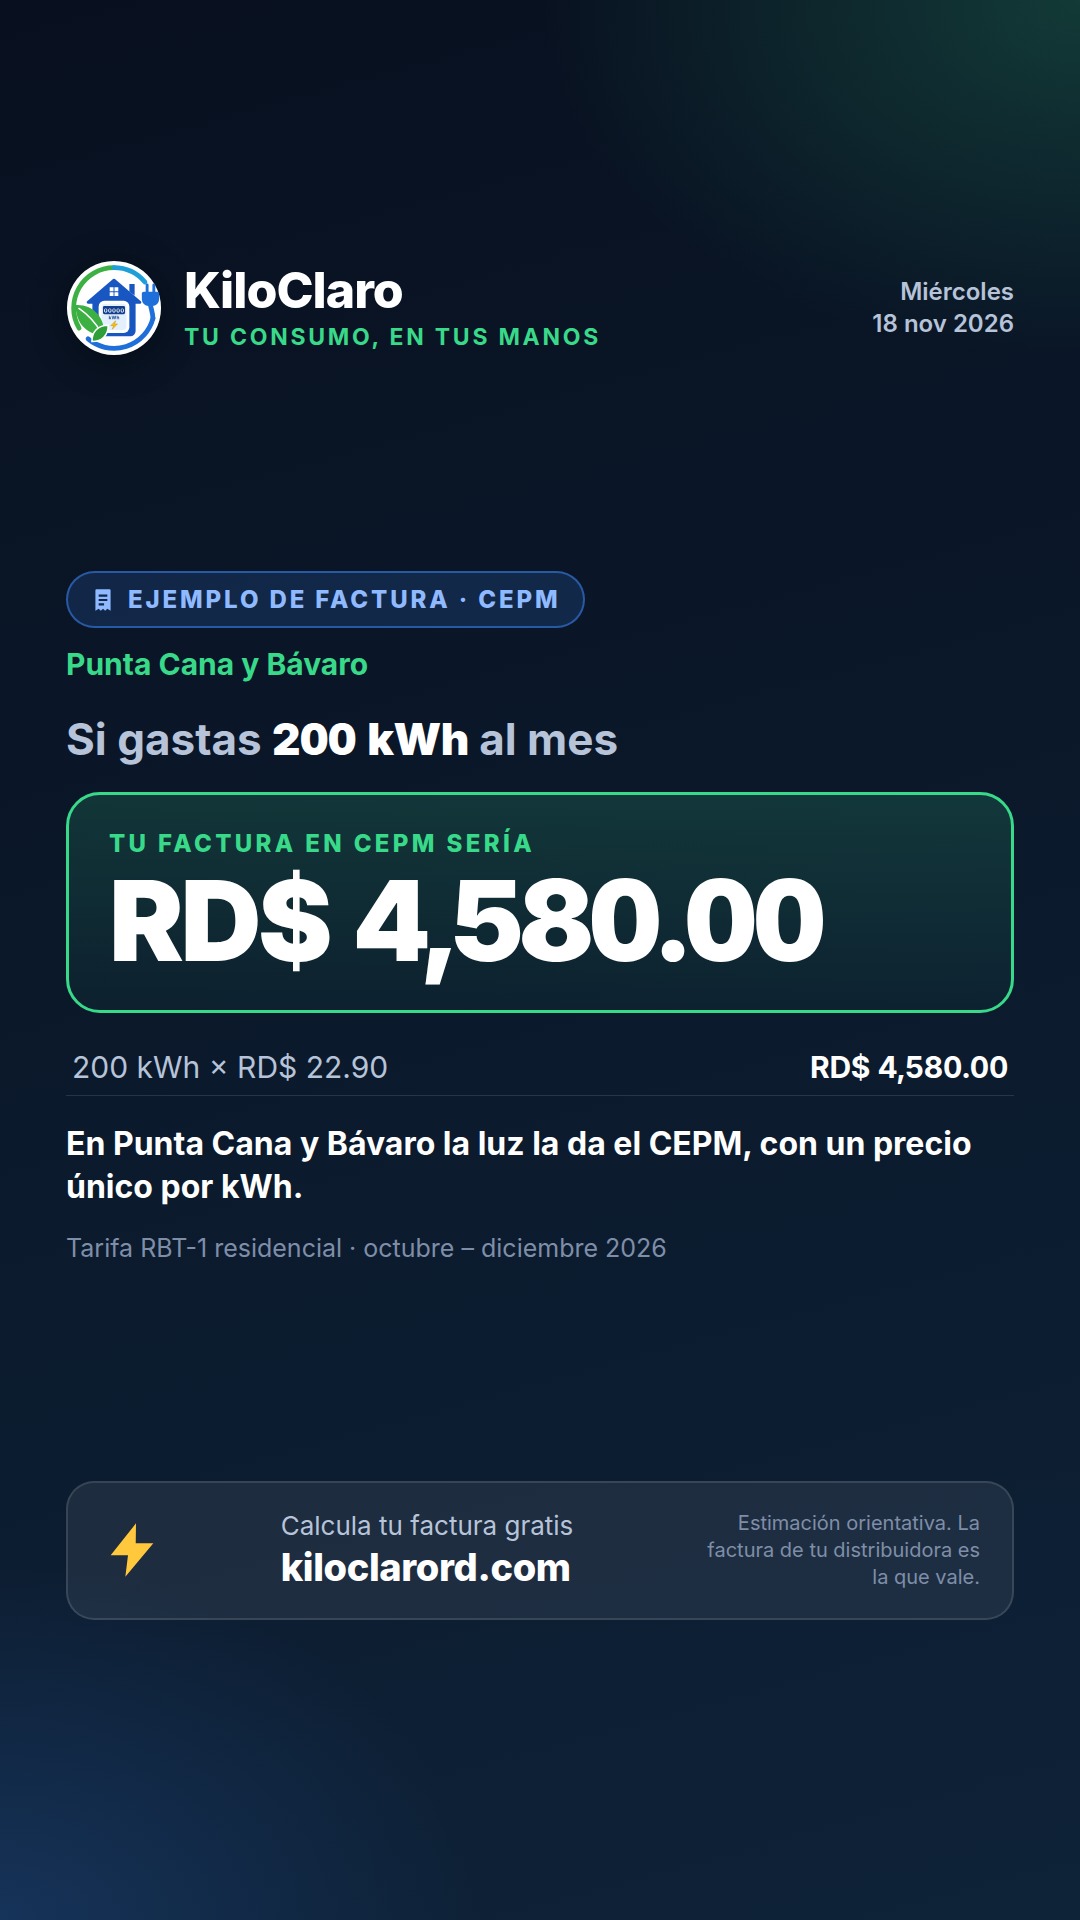 KiloClaro
TU CONSUMO, EN TUS MANOS
Miércoles
18 nov 2026
EJEMPLO DE FACTURA · CEPM
Punta Cana y Bávaro
Si gastas 200 kWh al mes
TU FACTURA EN CEPM SERÍA
RD$ 4,580.00
200 kWh × RD$ 22.90
RD$ 4,580.00
En Punta Cana y Bávaro la luz la da el CEPM, con un precio
único por kWh.
Tarifa RBT-1 residencial · octubre – diciembre 2026
Calcula tu factura gratis
kiloclarord.com
Estimación orientativa. La
factura de tu distribuidora es
la que vale.